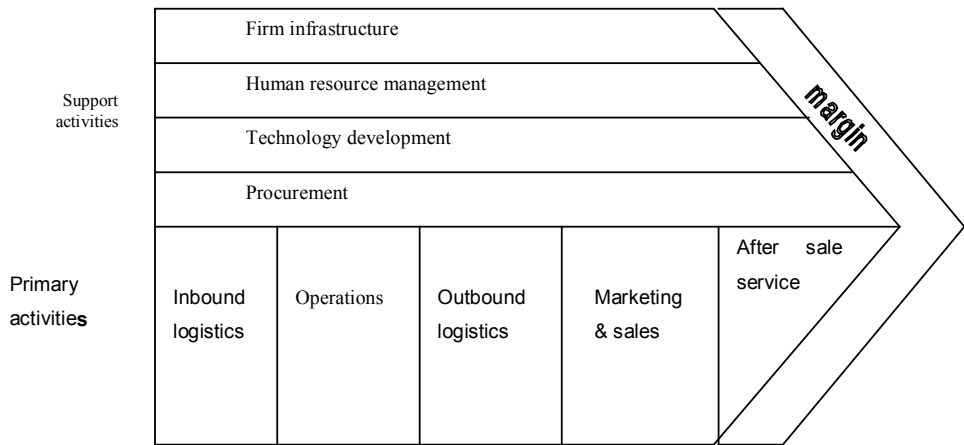 Firm infrastructure
Human resource management
Support
activities
Technology development
Procurement
margin
Primary
activities
Inbound
logistics
Operations
Outbound
logistics
Marketing
& sales
After sale
service